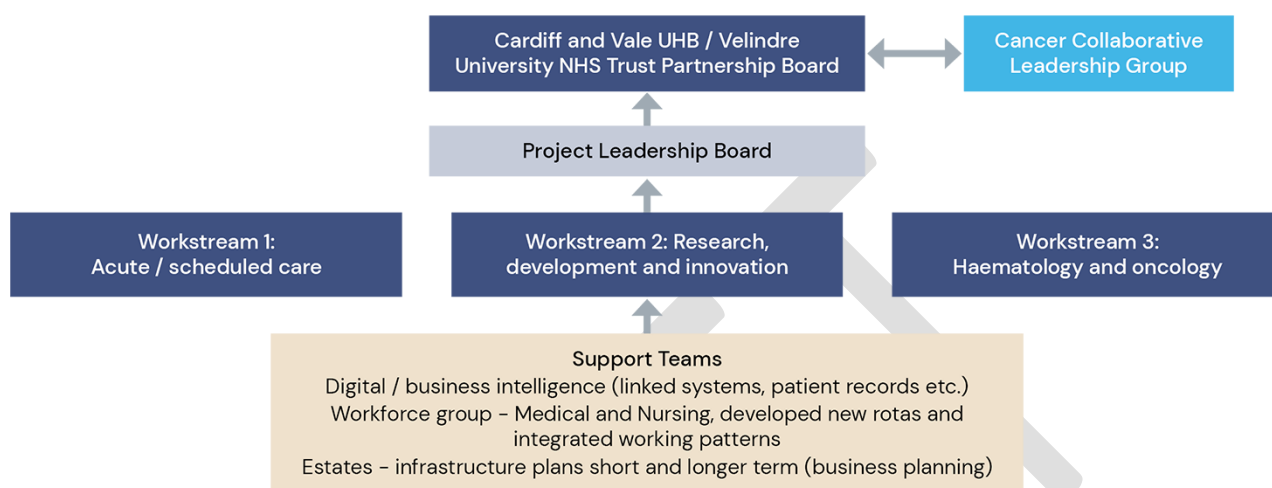 Cardiff and Vale UHB / Velindre
University NHS Trust Partnership Board
Cancer Collaborative
Leadership Group
Project Leadership Board
Workstream 1:
Acute / scheduled care
Workstream 2: Research,
development and innovation
Workstream 3:
Haematology and oncology
Support Teams
Digital / business intelligence (linked systems, patient records etc.)
Workforce group - Medical and Nursing, developed new rotas and
integrated working patterns
Estates - infrastructure plans short and longer term (business planning)